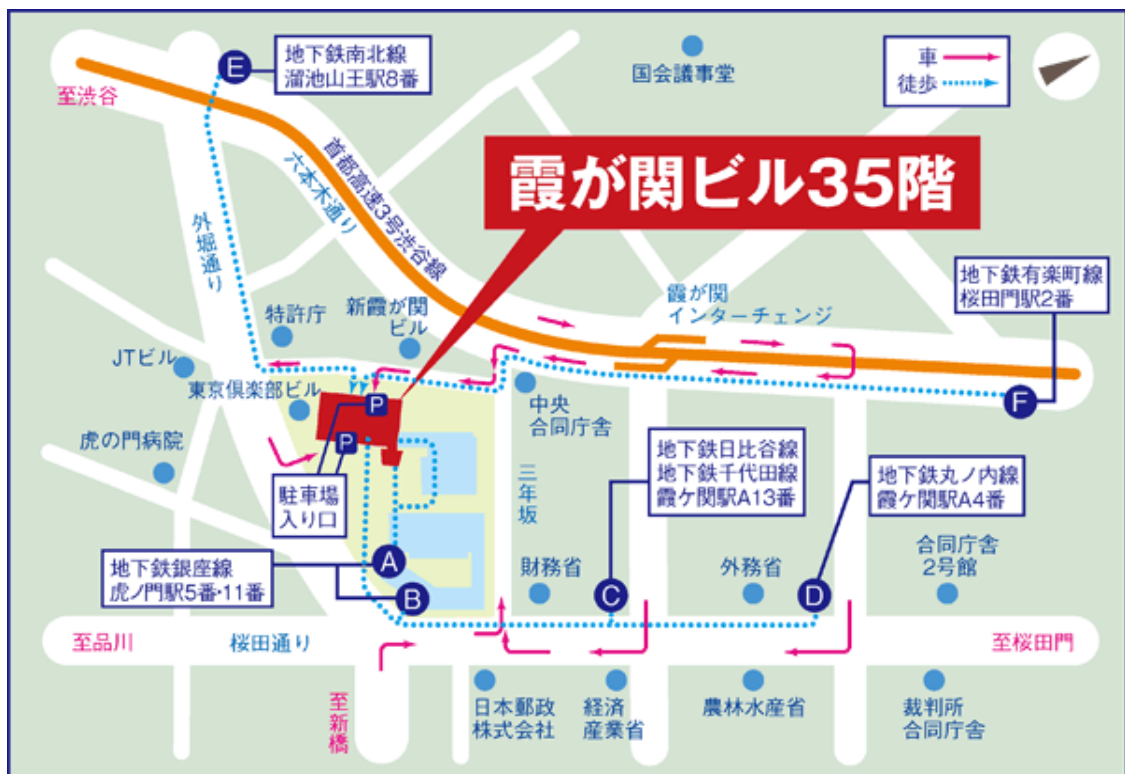 地下鉄南北線
溜池山王駅8番
E
国会議事堂
車
徒歩
至渋谷
首都高速3号渋谷線
六本木通り
霞が関ビル35階
外堀通り
霞が関
インターチェンジ
地下鉄有楽町線
桜田門駅2番
特許庁
新霞が関
ビル
JTビル
東京倶楽部ビル
P
P
中央
合同庁舎
F
虎の門病院
駐車場
入り口
三年坂
地下鉄日比谷線
地下鉄千代田線
霞ケ関駅A13番
地下鉄丸ノ内線
霞ケ関駅A4番
地下鉄銀座線
虎ノ門駅5番・11番
A
B
財務省
C
外務省
D
合同庁舎
2号館
至品川
桜田通り
至桜田門
至新橋
日本郵政
株式会社
経済
産業省
農林水産省
裁判所
合同庁舎